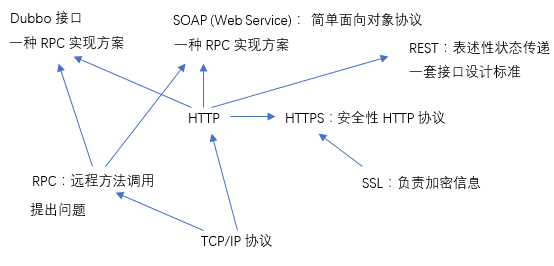 Dubbo 接口
一种 RPC 实现方案
SOAP (Web Service)： 简单面向对象协议
一种 RPC 实现方案
REST：表述性状态传递
一套接口设计标准
HTTP
HTTPS：安全性 HTTP 协议
RPC：远程方法调用
提出问题
SSL：负责加密信息
TCP/IP 协议